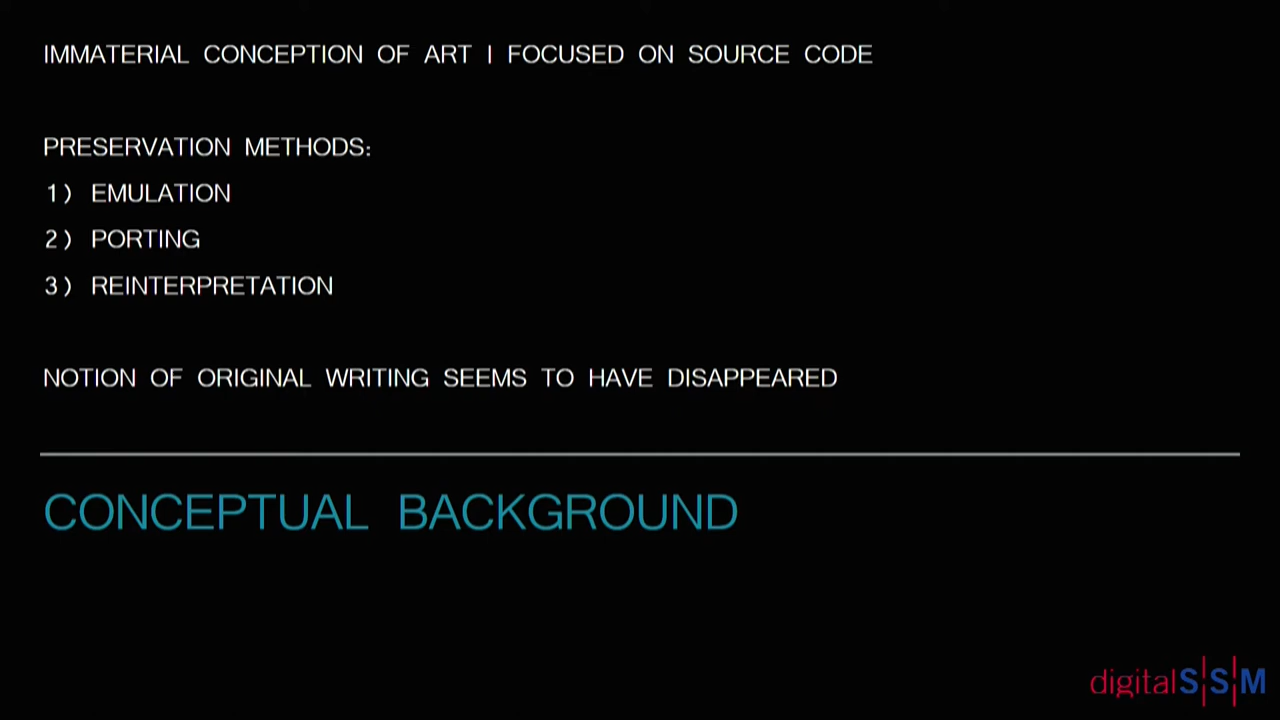 IMMATERIAL CONCEPTION OF ART | FOCUSED ON SOURCE CODE
PRESERVATION METHODS:
1) EMULATION
2) PORTING
3) REINTERPRETATION
NOTION OF ORIGINAL WRITING SEEMS TO HAVE DISAPPEARED
CONCEPTUAL BACKGROUND
digitalS|S|M